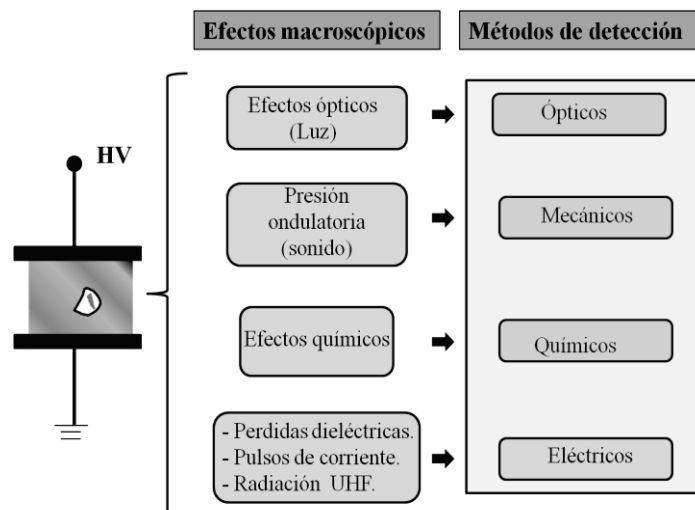 Efectos macroscópicos
Métodos de detección
HV
Efectos ópticos
(Luz)
Ópticos
Presión
ondulatoria
(sonido)
Mecánicos
Efectos químicos
Químicos
- Perdidas dieléctricas.
- Pulsos de corriente.
- Radiación UHF.
Eléctricos